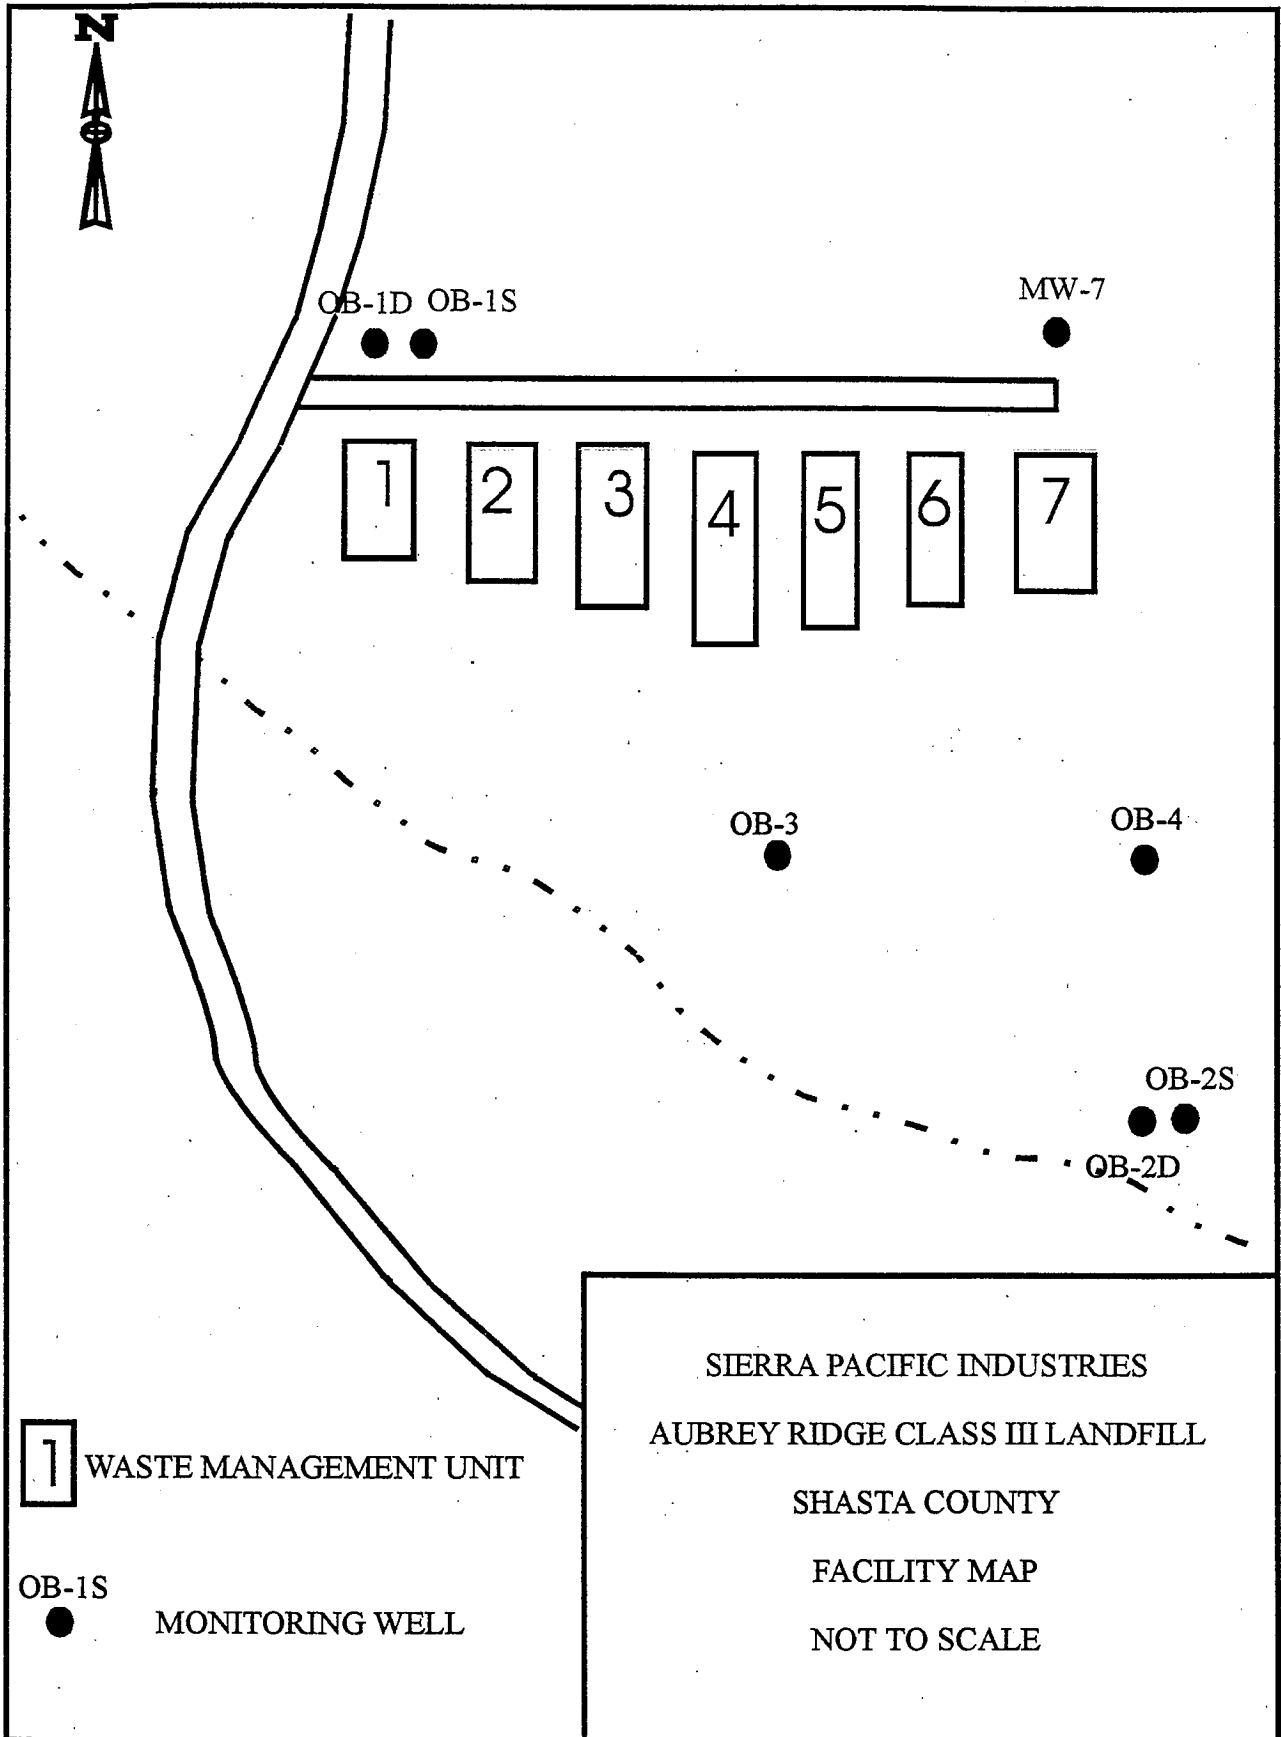 N
OB-1D OB-1S
MW-7
1 2 3 4 5 6 7
OB-3
OB-4
OB-2S
OB-2D
1 WASTE MANAGEMENT UNIT
OB-1S
MONITORING WELL
SIERRA PACIFIC INDUSTRIES
AUBREY RIDGE CLASS III LANDFILL
SHASTA COUNTY
FACILITY MAP
NOT TO SCALE